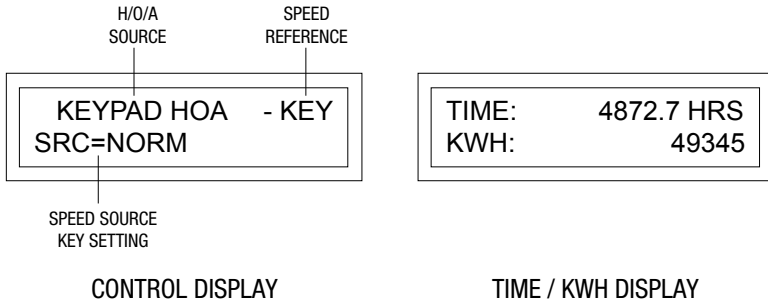 H/O/A
SOURCE
SPEED
REFERENCE
KEYPAD HOA - KEY
SRC=NORM
SPEED SOURCE
KEY SETTING
CONTROL DISPLAY
TIME: 4872.7 HRS
KWH: 49345
TIME / KWH DISPLAY